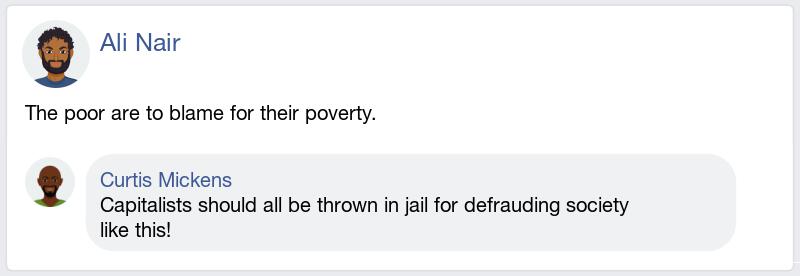 Ali Nair
The poor are to blame for their poverty.
Curtis Mickens
Capitalists should all be thrown in jail for defrauding society
like this!